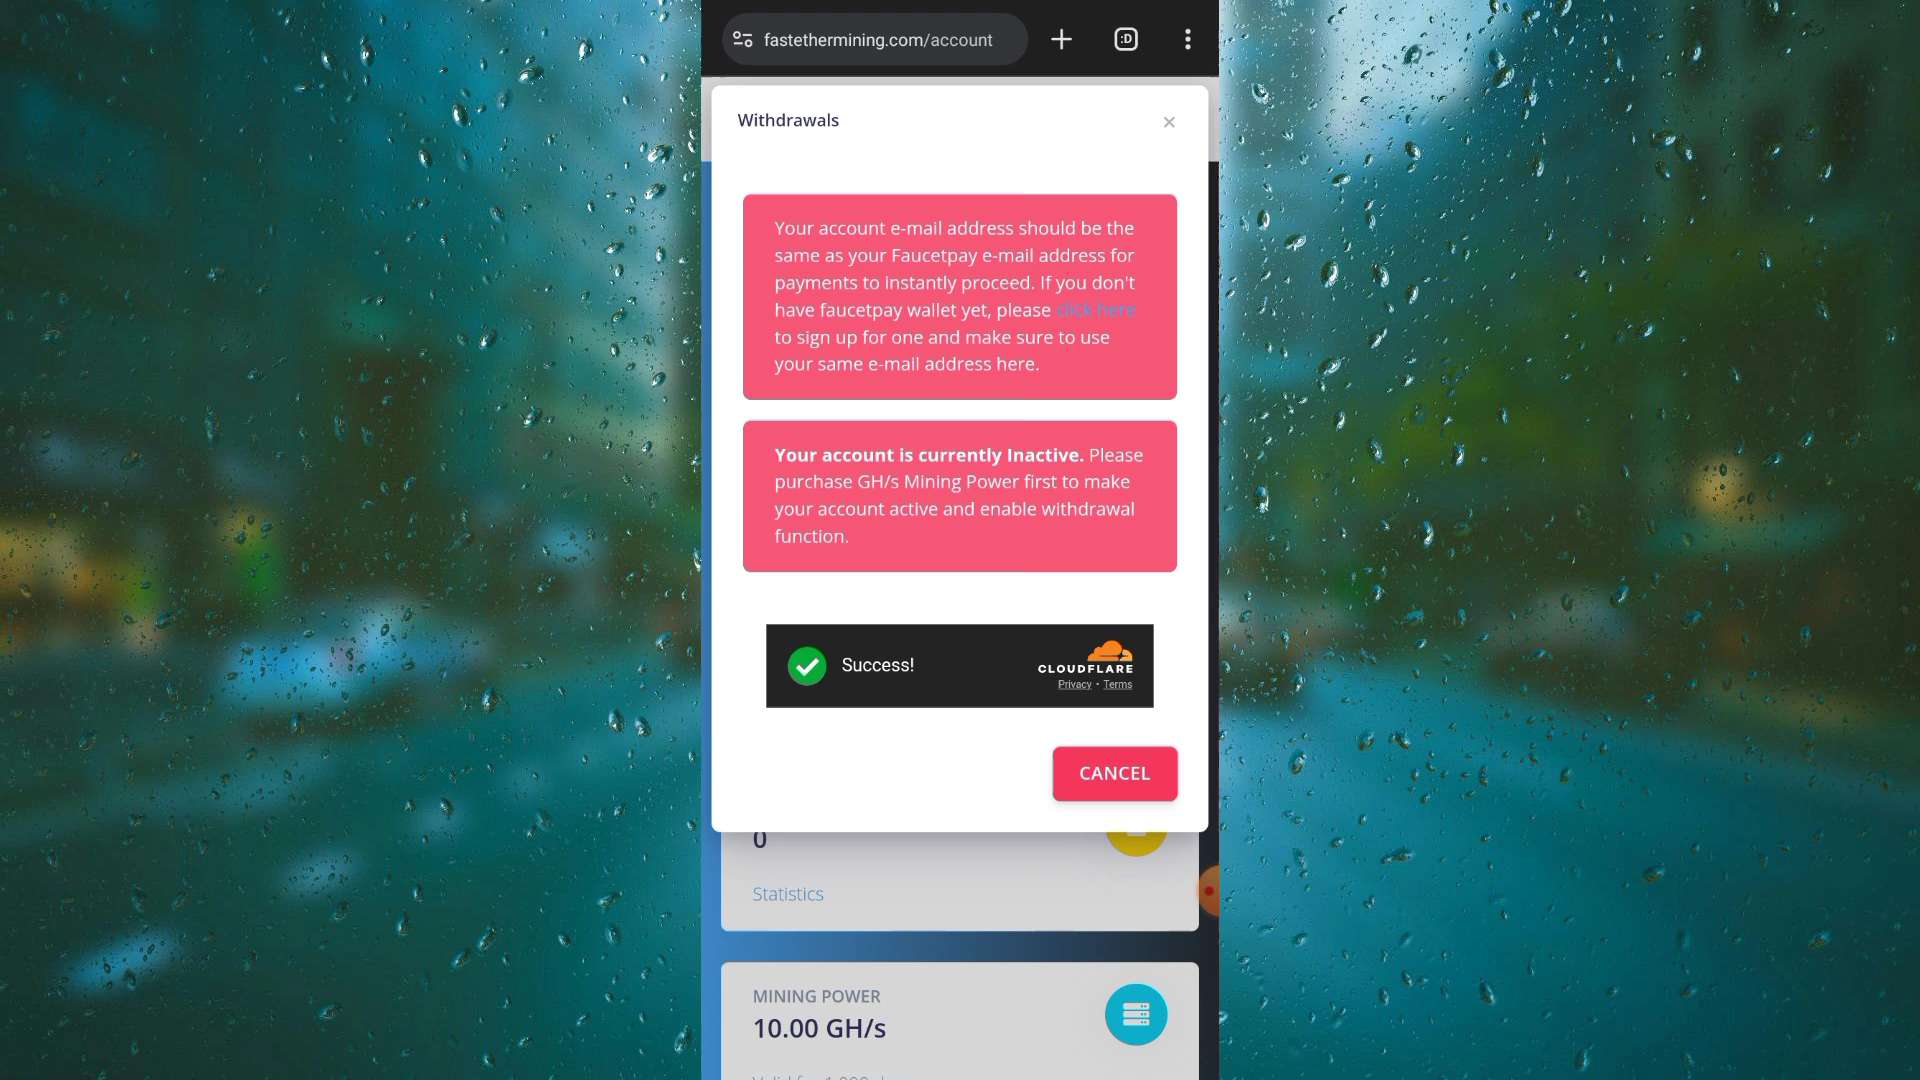 fastethermining.com/account
:D
Withdrawals
Your account e-mail address should be the
same as your Faucetpay e-mail address for
payments to instantly proceed. If you don't
have faucetpay wallet yet, please click here
to sign up for one and make sure to use
your same e-mail address here.
Your account is currently Inactive. Please
purchase GH/s Mining Power first to make
your account active and enable withdrawal
function.
Success!
CLOUDFLARE
Privacy • Terms
CANCEL
0
Statistics
MINING POWER
10.00 GH/s